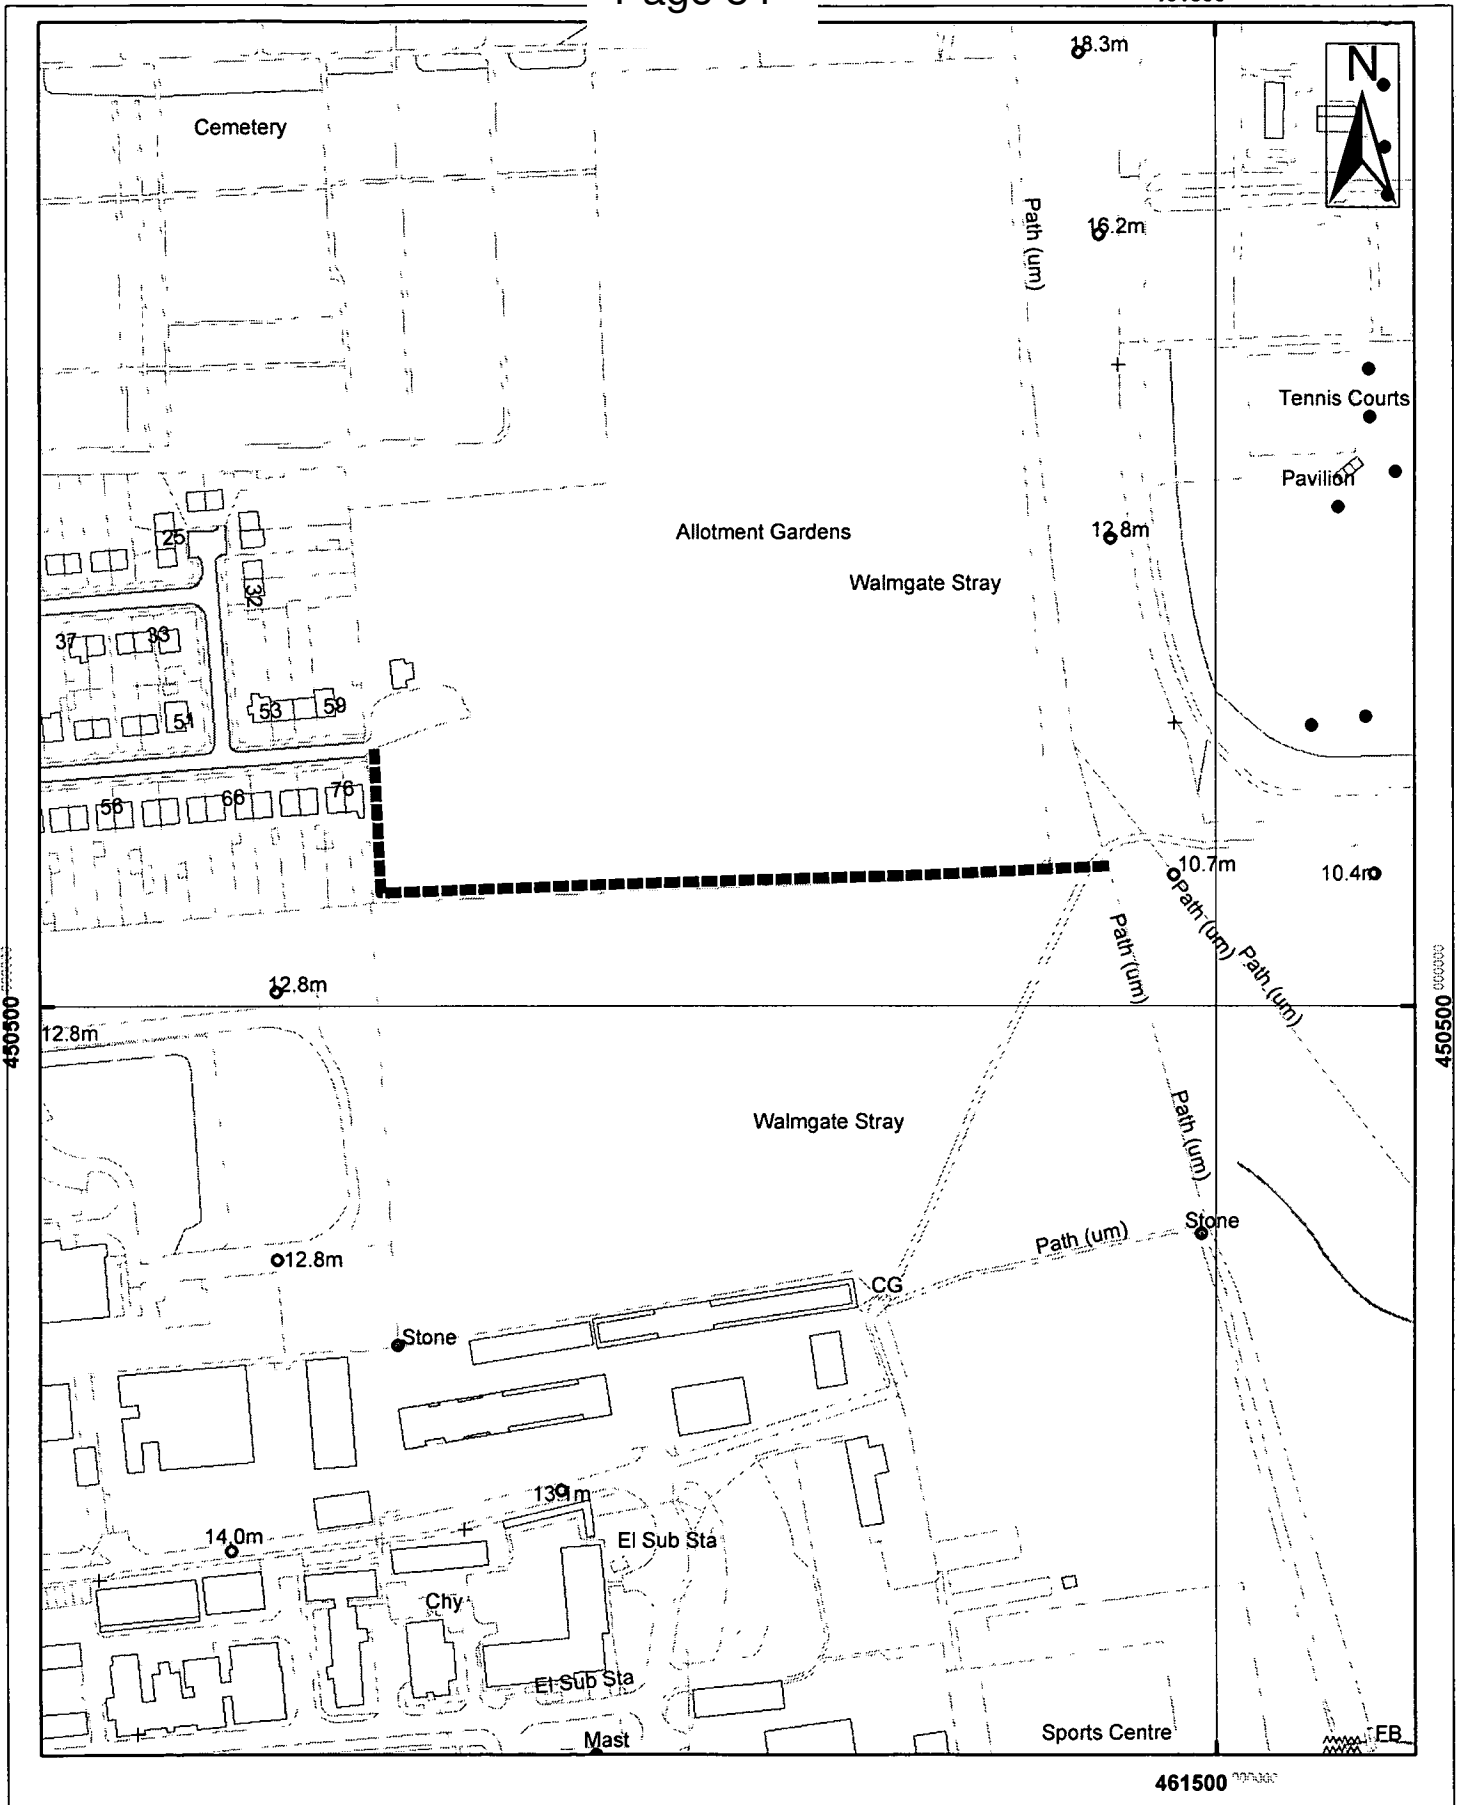 18.3m
N
Cemetery
Path (um)
16.2m
Tennis Courts
Pavilion
Allotment Gardens
12.8m
25
Walmgate Stray
32
37
33
53
59
51
76
56
66
10.7m
10.4m
Path (um)
Path (um)
Path (um)
12.8m
450500
450500
12.8m
Walmgate Stray
Path (um)
Stone
Path (um)
12.8m
CG
Stone
13.1m
14.0m
El Sub Sta
Chy
El Sub Sta
Mast
Sports Centre
FB
461500